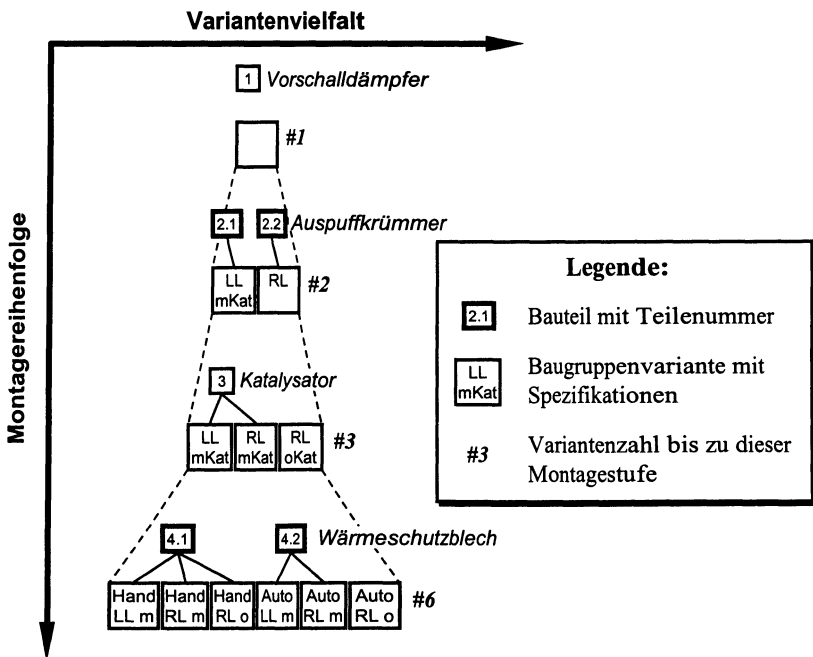 Variantenvielfalt
Montagereihenfolge
1 Vorschalldämpfer
#1
2.1 2.2 Auspuffkrümmer
LL mKat
RL
#2
3 Katalysator
LL mKat
RL mKat
RL oKat
#3
4.1 4.2 Wärmeschutzblech
Hand LL m
Hand RL m
Hand RL o
Auto LL m
Auto RL m
Auto RL o
#6
Legende:
2.1 Bauteil mit Teilenummer
LL mKat
Baugruppenvariante mit
Spezifikationen
#3 Variantenzahl bis zu dieser
Montagestufe